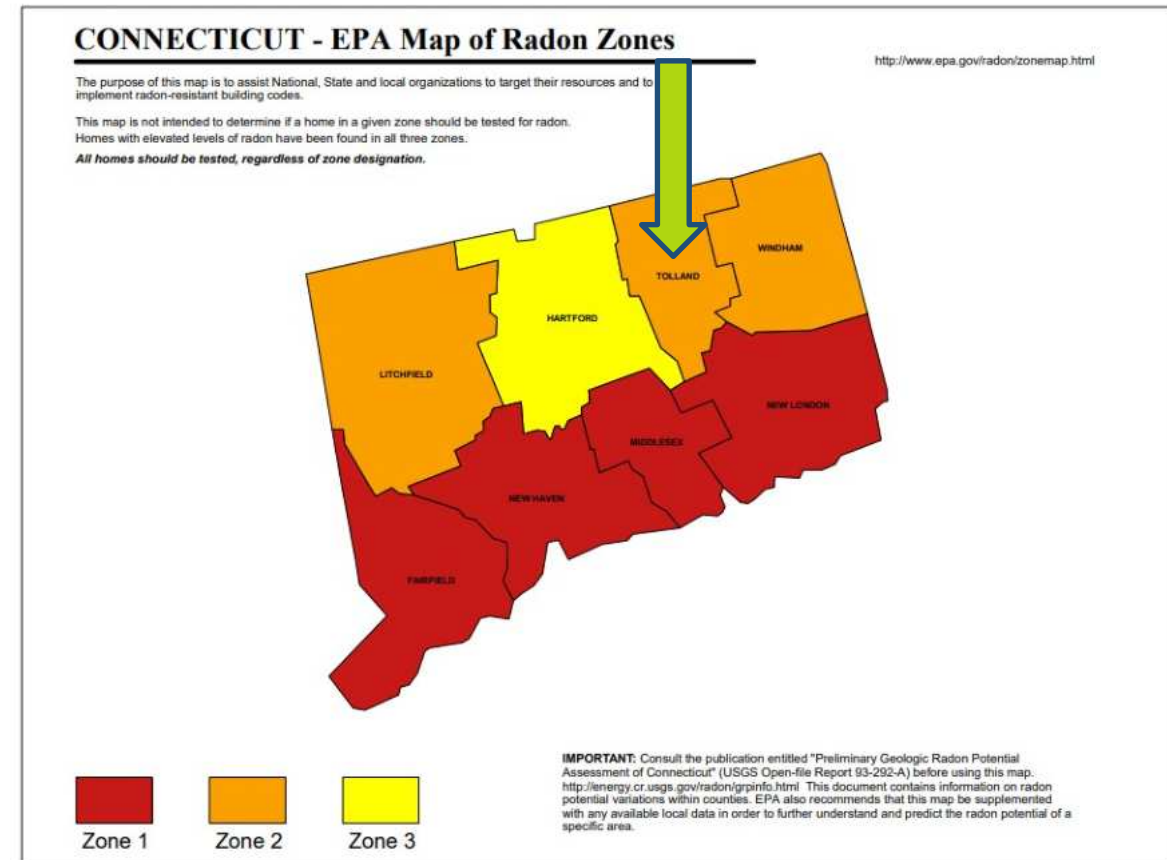 CONNECTICUT - EPA Map of Radon Zones
http://www.epa.gov/radon/zonemap.html
The purpose of this map is to assist National, State and local organizations to target their resources and to
implement radon-resistant building codes.
This map is not intended to determine if a home in a given zone should be tested for radon.
Homes with elevated levels of radon have been found in all three zones.
All homes should be tested, regardless of zone designation.
WINDHAM
TOLLAND
HARTFORD
LITCHFIELD
NEW LONDON
MIDDLESEX
NEW HAVEN
FAIRFIELD
IMPORTANT: Consult the publication entitled "Preliminary Geologic Radon Potential
Assessment of Connecticut" (USGS Open-file Report 93-292-A) before using this map.
http://energy.cr.usgs.gov/radon/grpinfo.html This document contains information on radon
potential variations within counties. EPA also recommends that this map be supplemented
with any available local data in order to further understand and predict the radon potential of a
specific area.
Zone 1 Zone 2 Zone 3